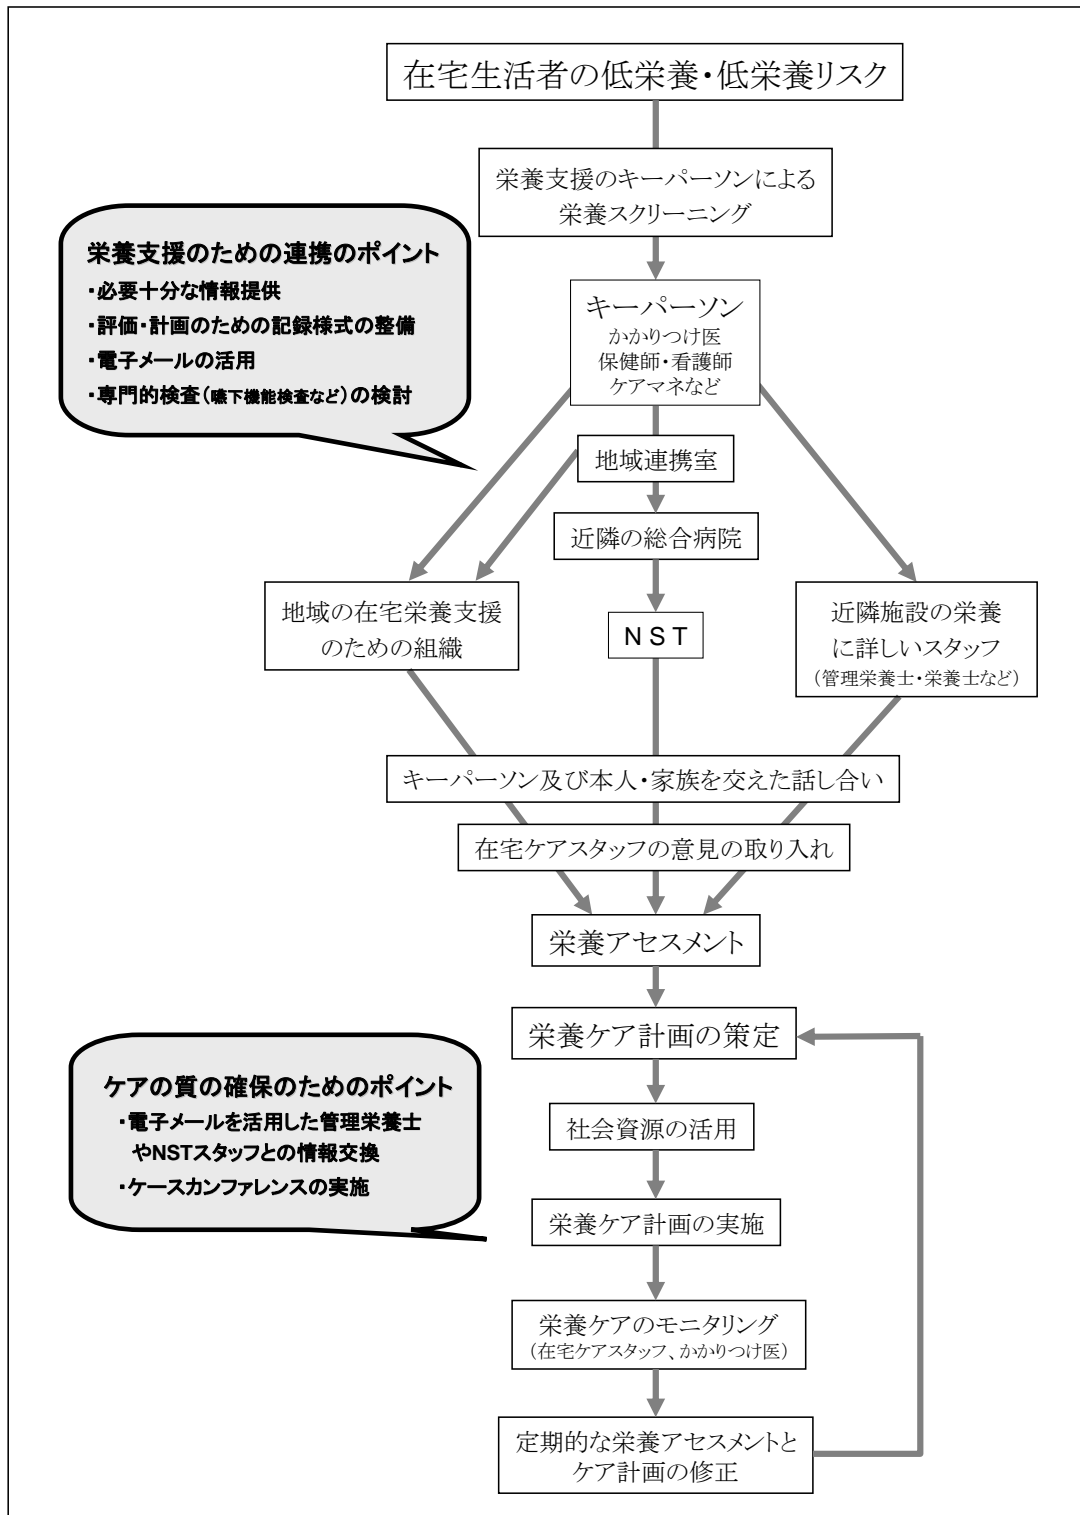 在宅生活者の低栄養・低栄養リスク
栄養支援のキーパーソンによる
栄養スクリーニング
栄養支援のための連携のポイント
・必要十分な情報提供
・評価・計画のための記録様式の整備
・電子メールの活用
・専門的検査(嚥下機能検査など)の検討
キーパーソン
かかりつけ医
保健師・看護師
ケアマネなど
地域連携室
近隣の総合病院
地域の在宅栄養支援
のための組織
NST
近隣施設の栄養
に詳しいスタッフ
(管理栄養士・栄養士など)
キーパーソン及び本人・家族を交えた話し合い
在宅ケアスタッフの意見の取り入れ
栄養アセスメント
栄養ケア計画の策定
ケアの質の確保のためのポイント
・電子メールを活用した管理栄養士
やNSTスタッフとの情報交換
・ケースカンファレンスの実施
社会資源の活用
栄養ケア計画の実施
栄養ケアのモニタリング
(在宅ケアスタッフ、かかりつけ医)
定期的な栄養アセスメントと
ケア計画の修正